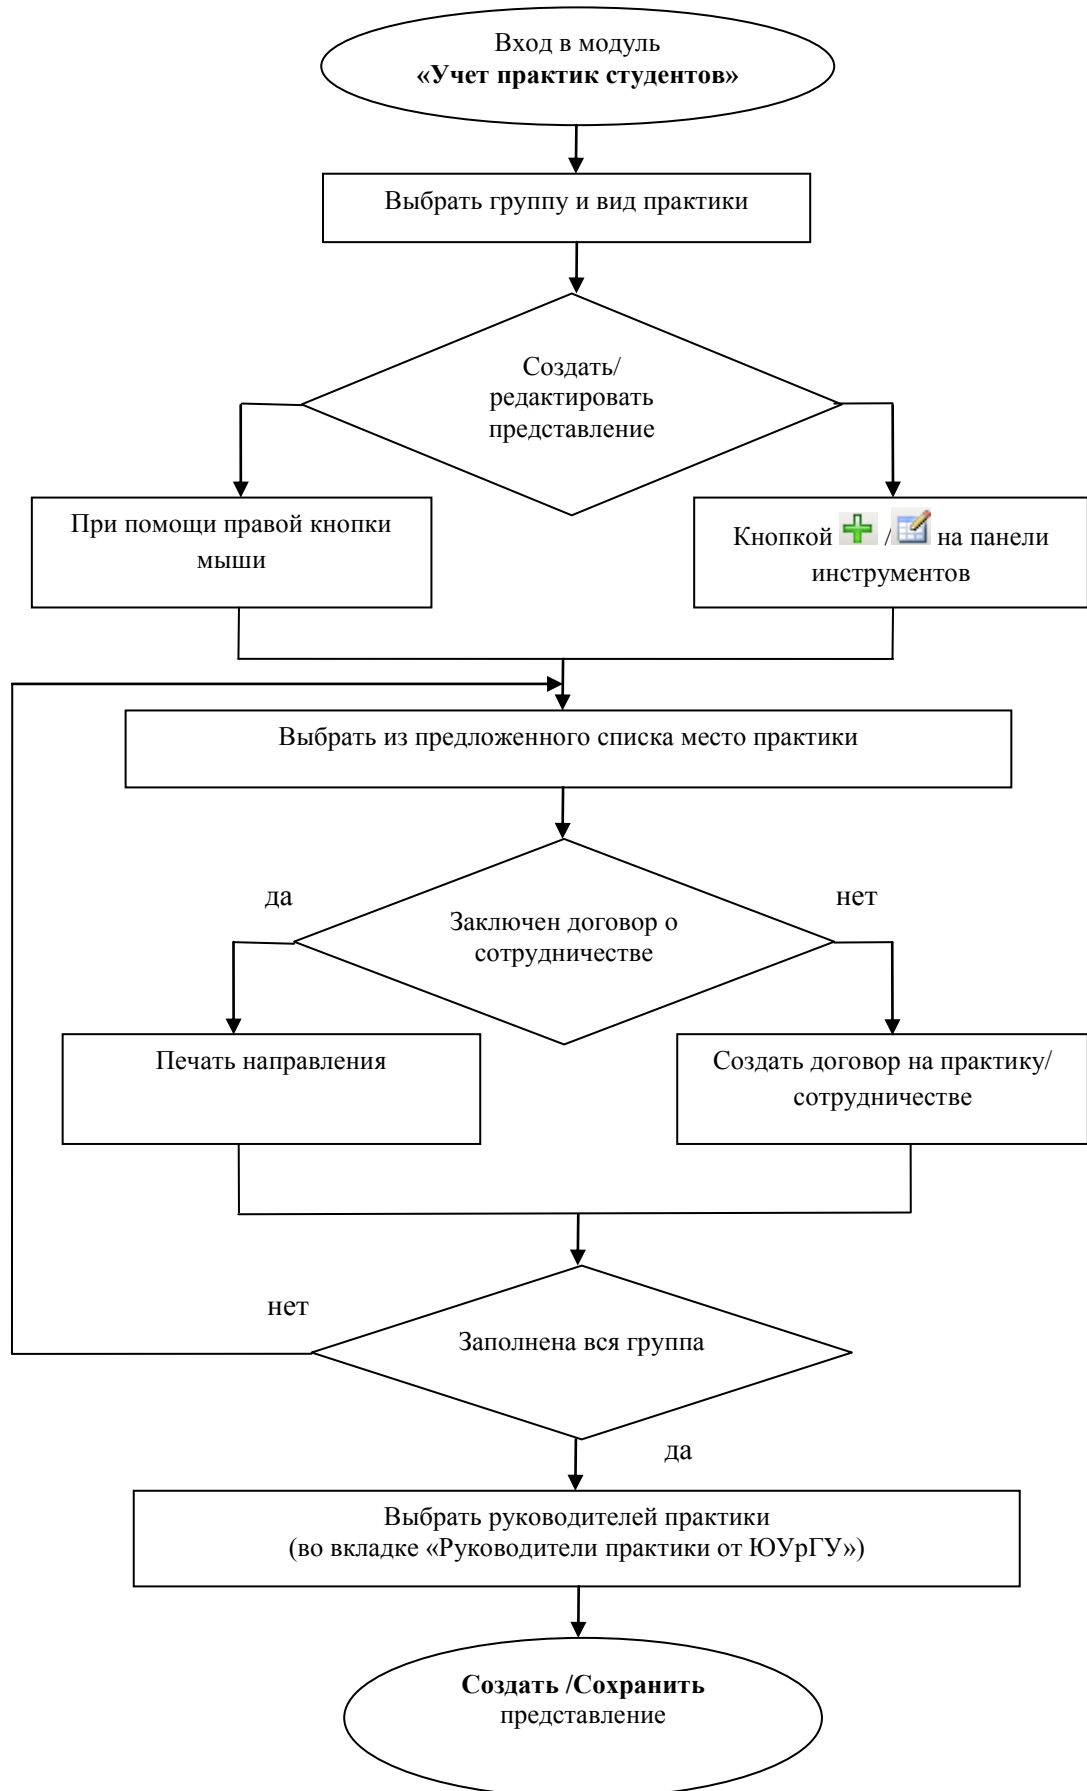 Вход в модуль
«Учет практик студентов»
Выбрать группу и вид практики
Создать/
редактировать
представление
При помощи правой кнопки
мыши
Кнопкой / на панели
инструментов
Выбрать из предложенного списка место практики
да
нет
Заключен договор о
сотрудничестве
Печать направления
Создать договор на практику/
сотрудничестве
нет
Заполнена вся группа
да
Выбрать руководителей практики
(во вкладке «Руководители практики от ЮУрГУ»)
Создать /Сохранить
представление